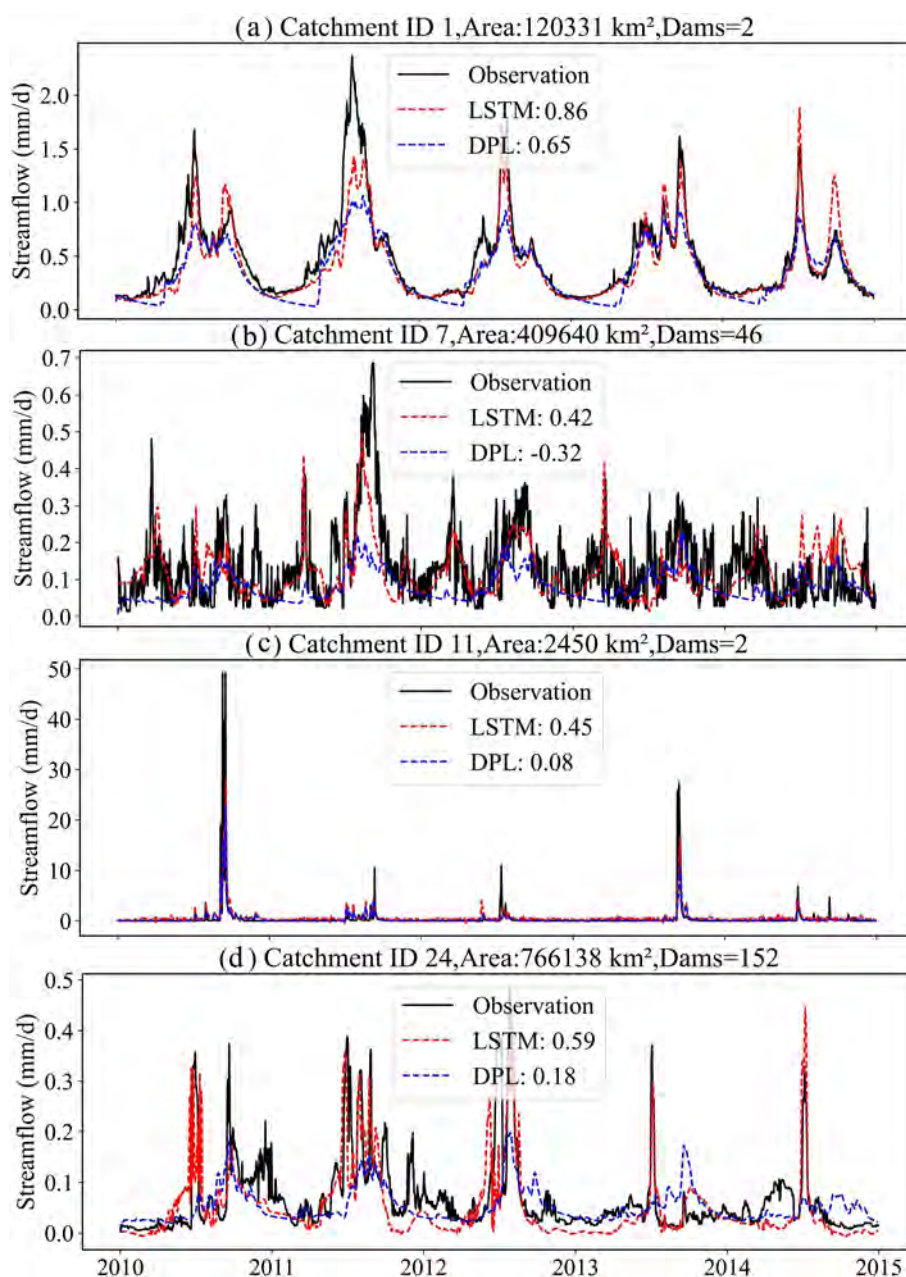 (a) Catchment ID 1,Area:120331 km²,Dams=2
Streamflow (mm/d)
2.0
1.5
1.0
0.5
0.0
Observation
LSTM: 0.86
DPL: 0.65
(b) Catchment ID 7,Area:409640 km²,Dams=46
Streamflow (mm/d)
0.7
0.6
0.5
0.4
0.3
0.2
0.1
0.0
Observation
LSTM: 0.42
DPL: -0.32
(c) Catchment ID 11,Area:2450 km²,Dams=2
Streamflow (mm/d)
50
40
30
20
10
0
Observation
LSTM: 0.45
DPL: 0.08
(d) Catchment ID 24,Area:766138 km²,Dams=152
Streamflow (mm/d)
0.5
0.4
0.3
0.2
0.1
0.0
Observation
LSTM: 0.59
DPL: 0.18
2010 2011 2012 2013 2014 2015